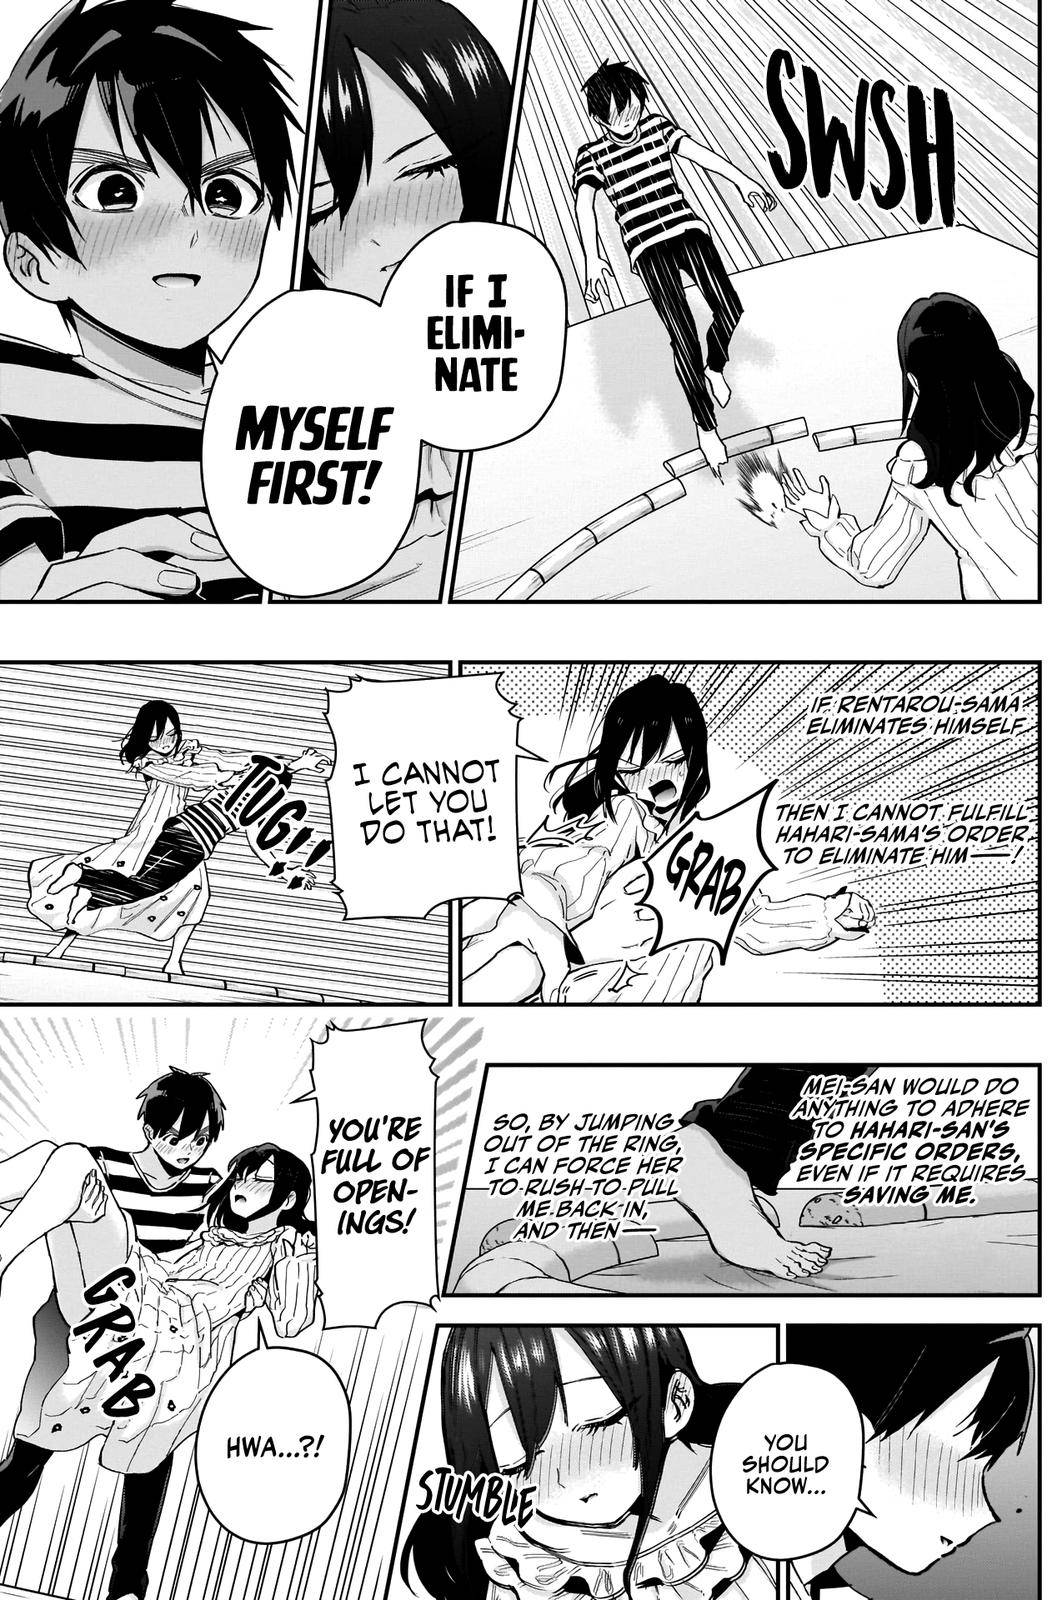 SWSH
IF I
ELIMI-
NATE
MYSELF
FIRST!
IF RENTAROU-SAMA
ELIMINATES HIMSELF
THEN I CANNOT FULFILL
HAHARI-SAMA'S ORDER
TO ELIMINATE HIM——!
GRAB
I CANNOT
LET YOU
DO THAT!
TUG!!
MEI-SAN WOULD DO
ANYTHING TO ADHERE
TO HAHARI-SAN'S
SPECIFIC ORDERS,
EVEN IF IT REQUIRES
SAVING ME.
SO, BY JUMPING
OUT OF THE RING,
I CAN FORCE HER
TO RUSH TO PULL
ME BACK IN,
AND THEN——
YOU'RE
FULL OF
OPEN-
INGS!
GRAB
HWA...?!
YOU
SHOULD
KNOW...
STUMBLE